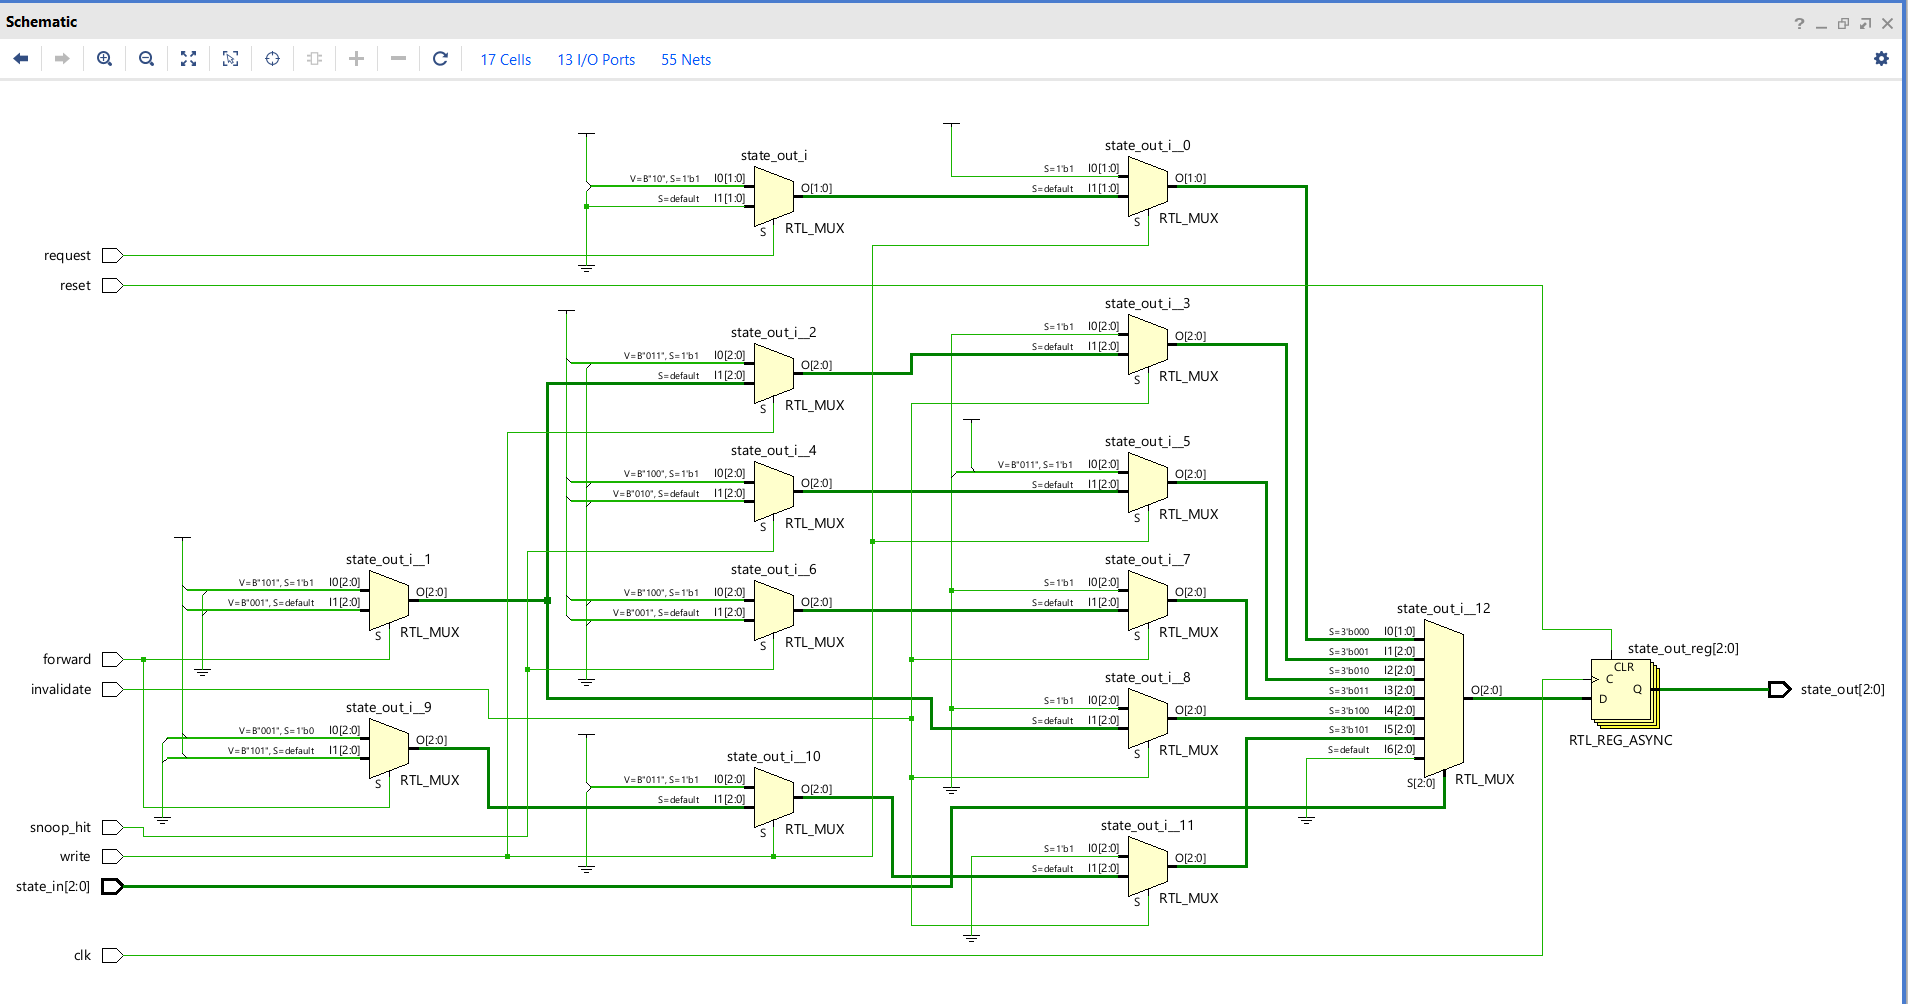 Schematic
17 Cells 13 I/O Ports 55 Nets
state_out_i
V=B"10", S=1'b1 I0[1:0]
S=default I1[1:0]
O[1:0]
S
RTL_MUX
state_out_i__0
S=1'b1 I0[1:0]
S=default I1[1:0]
O[1:0]
S
RTL_MUX
request
reset
state_out_i__2
V=B"011", S=1'b1 I0[2:0]
S=default I1[2:0]
O[2:0]
S
RTL_MUX
state_out_i__3
S=1'b1 I0[2:0]
S=default I1[2:0]
O[2:0]
S
RTL_MUX
state_out_i__4
V=B"100", S=1'b1 I0[2:0]
V=B"010", S=default I1[2:0]
O[2:0]
S
RTL_MUX
state_out_i__5
V=B"011", S=1'b1 I0[2:0]
S=default I1[2:0]
O[2:0]
S
RTL_MUX
state_out_i__1
V=B"101", S=1'b1 I0[2:0]
V=B"001", S=default I1[2:0]
O[2:0]
S
RTL_MUX
state_out_i__6
V=B"100", S=1'b1 I0[2:0]
V=B"001", S=default I1[2:0]
O[2:0]
S
RTL_MUX
state_out_i__7
S=1'b1 I0[2:0]
S=default I1[2:0]
O[2:0]
S
RTL_MUX
forward
invalidate
state_out_i__8
S=1'b1 I0[2:0]
S=default I1[2:0]
O[2:0]
S
RTL_MUX
state_out_i__12
S=3'b000 I0[1:0]
S=3'b001 I1[2:0]
S=3'b010 I2[2:0]
S=3'b011 I3[2:0]
S=3'b100 I4[2:0]
S=3'b101 I5[2:0]
S=default I6[2:0]
O[2:0]
S[2:0]
RTL_MUX
state_out_reg[2:0]
CLR
C
Q
D
RTL_REG_ASYNC
state_out[2:0]
state_out_i__9
V=B"001", S=1'b0 I0[2:0]
V=B"101", S=default I1[2:0]
O[2:0]
S
RTL_MUX
state_out_i__10
V=B"011", S=1'b1 I0[2:0]
S=default I1[2:0]
O[2:0]
S
RTL_MUX
snoop_hit
write
state_in[2:0]
state_out_i__11
S=1'b1 I0[2:0]
S=default I1[2:0]
O[2:0]
S
RTL_MUX
clk